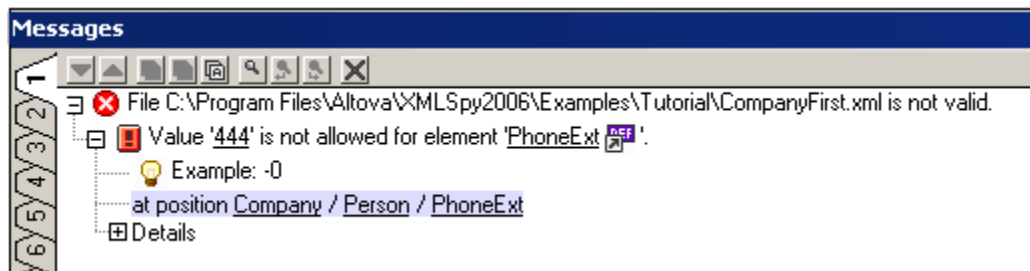 Messages
File C:\Program Files\Altova\XMLSpy2006\Examples\Tutorial\CompanyFirst.xml is not valid.
Value '444' is not allowed for element 'PhoneExt DEF '.
Example: -0
at position Company / Person / PhoneExt
Details
1
2
3
4
5
6